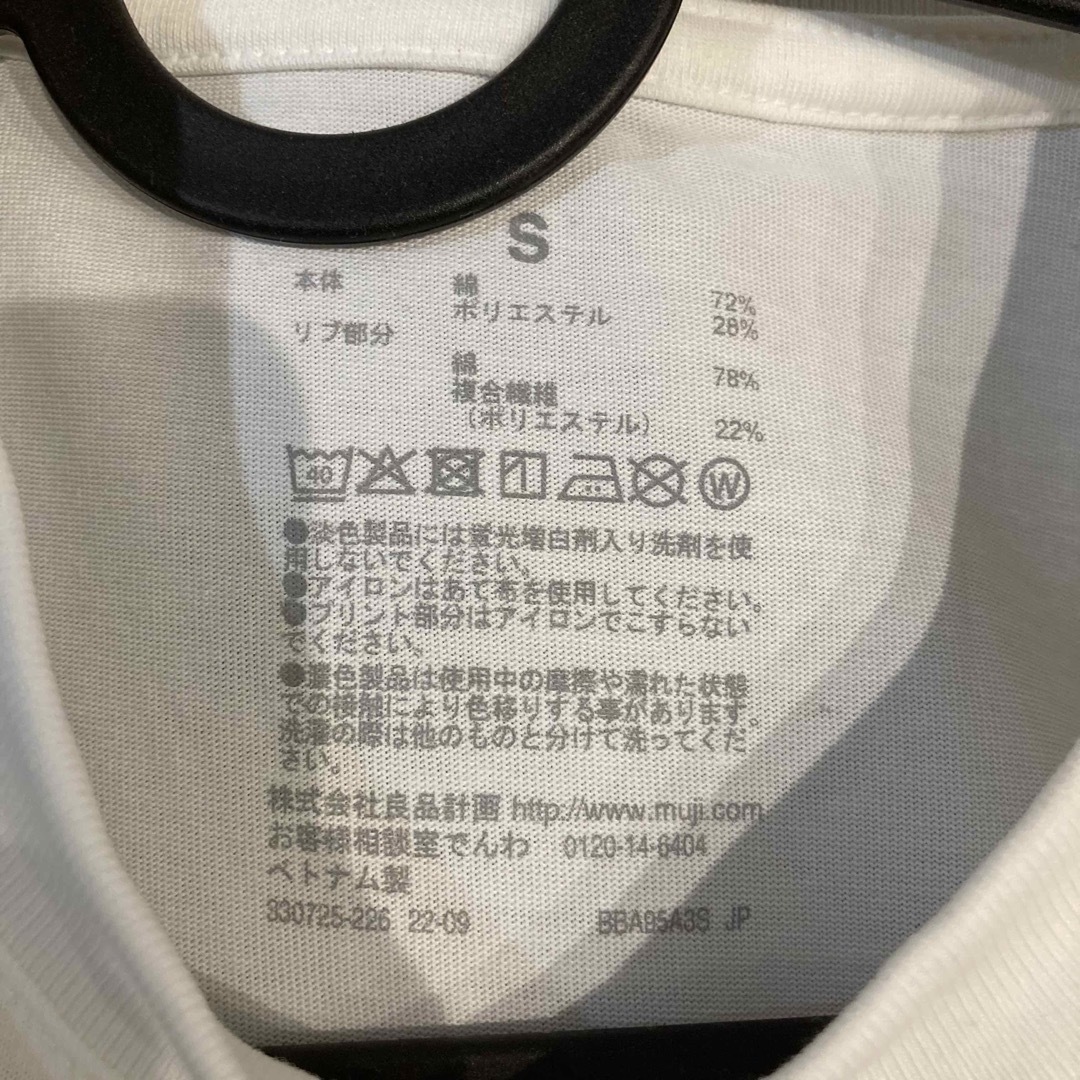 S
本体 綿 72%
ポリエステル 28%
リブ部分
綿 78%
複合繊維
(ポリエステル) 22%
40
W
●淡色製品には蛍光増白剤入り洗剤を使
用しないでください。
●アイロンはあて布を使用してください。
●プリント部分はアイロンでこすらない
でください。
●濃色製品は使用中の摩擦や濡れた状態
での接触により色移りする事があります。
洗濯の際は他のものと分けて洗ってくだ
さい。
株式会社良品計画 http://www.muji.com
お客様相談室でんわ 0120-14-6404
ベトナム製
330725-226 22-09 JP